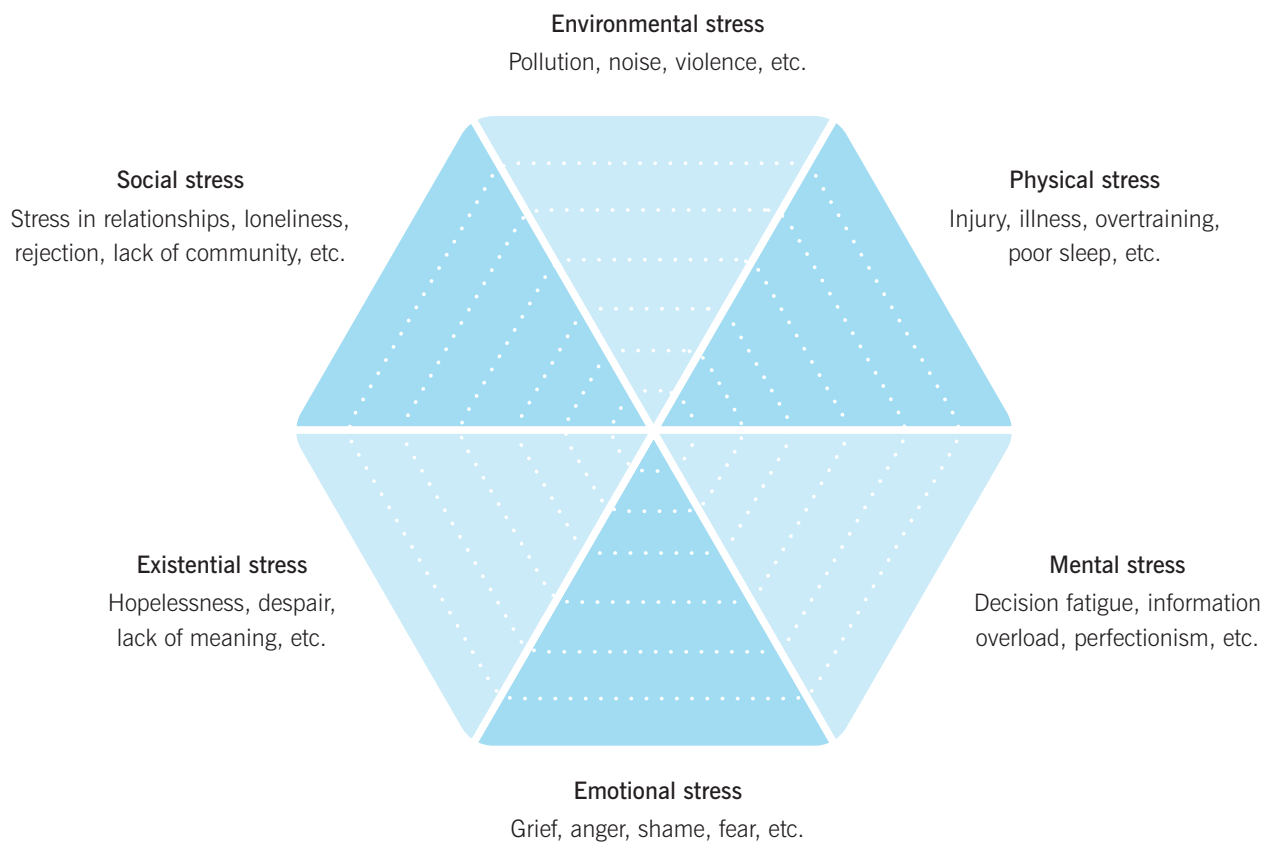 Environmental stress
Pollution, noise, violence, etc.
Social stress
Stress in relationships, loneliness,
rejection, lack of community, etc.
Physical stress
Injury, illness, overtraining,
poor sleep, etc.
Existential stress
Hopelessness, despair,
lack of meaning, etc.
Mental stress
Decision fatigue, information
overload, perfectionism, etc.
Emotional stress
Grief, anger, shame, fear, etc.